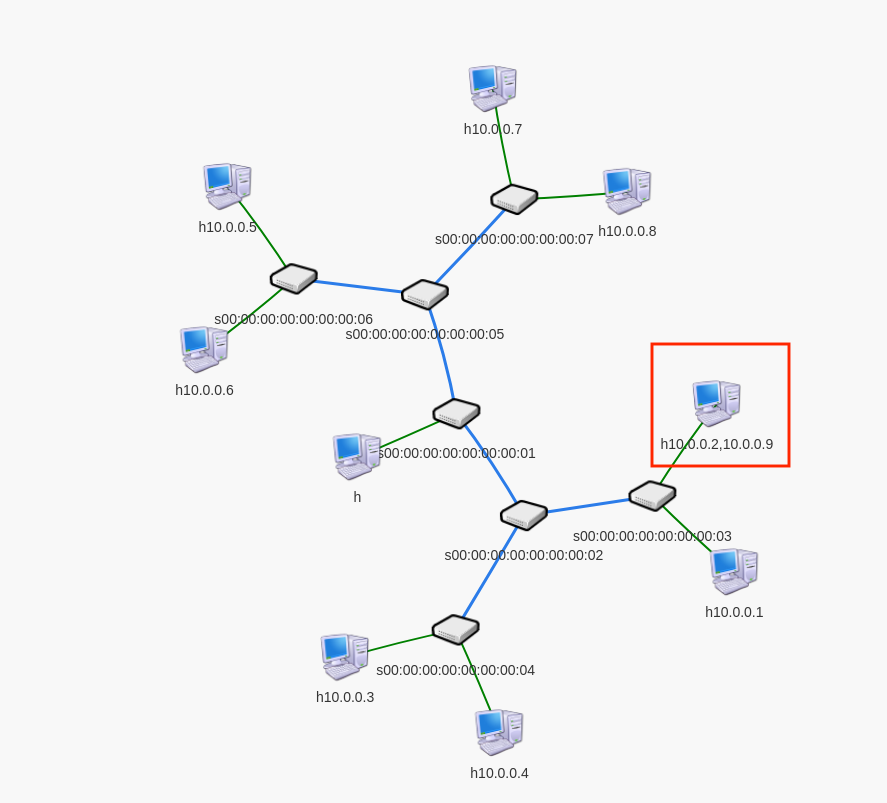 h10.0.0.7
h10.0.0.5
h10.0.0.8
s00:00:00:00:00:00:00:07
s00:00:00:00:00:00:00:06
s00:00:00:00:00:00:00:05
h10.0.0.6
h10.0.0.2,10.0.0.9
s00:00:00:00:00:00:00:01
h
s00:00:00:00:00:00:00:03
s00:00:00:00:00:00:00:02
h10.0.0.1
s00:00:00:00:00:00:00:04
h10.0.0.3
h10.0.0.4